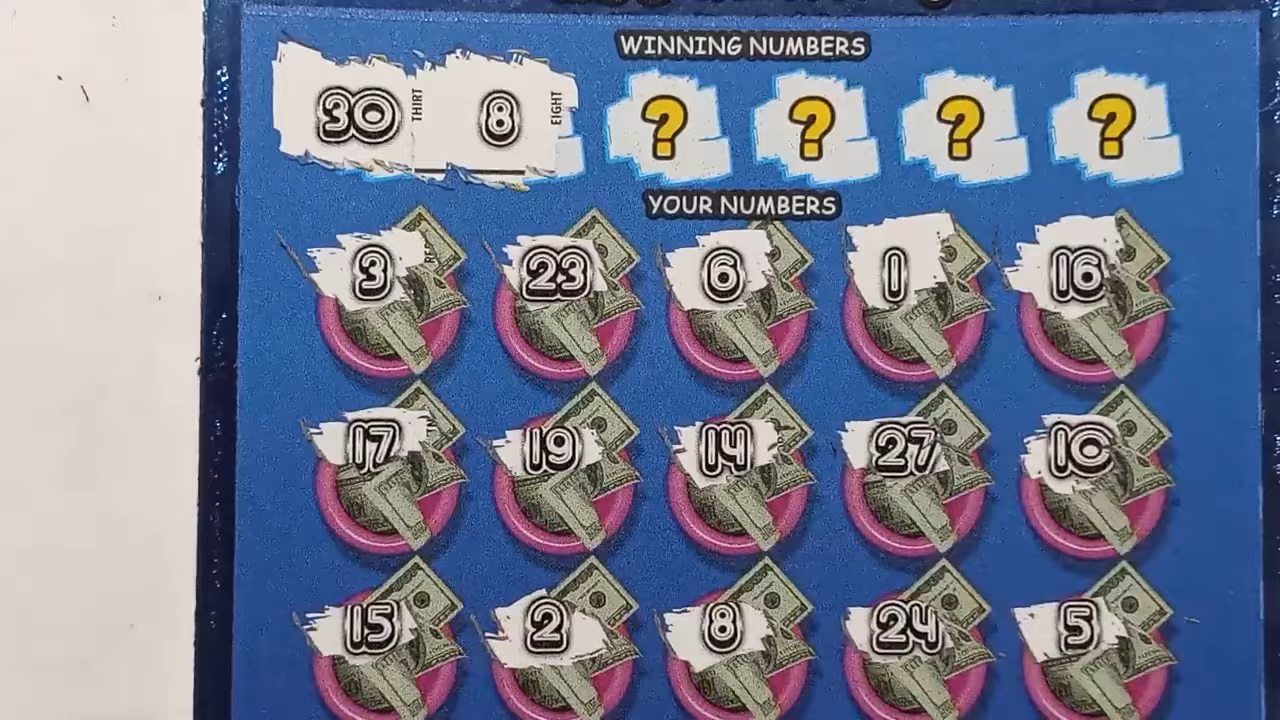 WINNING NUMBERS
30 THIRT 8 EIGHT ? ? ? ?
YOUR NUMBERS
3 23 6 1 16
17 19 14 27 10
15 2 8 24 5